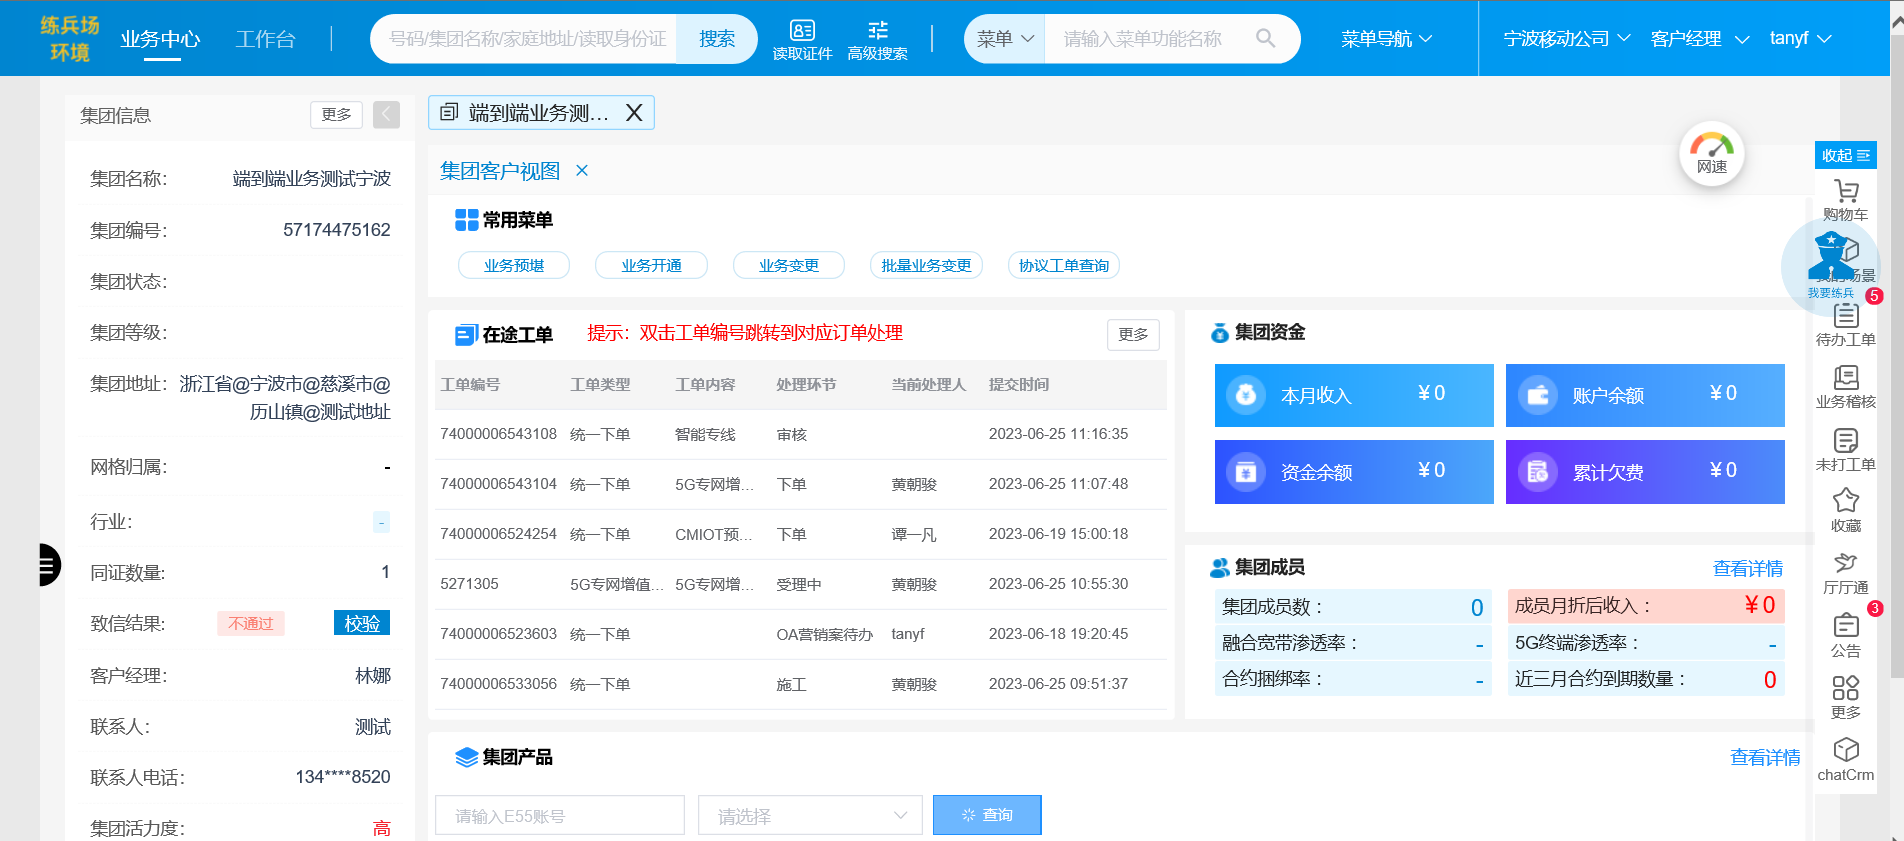 练兵场
环境
业务中心
工作台
号码/集团名称/家庭地址/读取身份证
搜索
读取证件
高级搜索
菜单
请输入菜单功能名称
菜单导航
宁波移动公司
客户经理
tanyf
集团信息
更多
集团名称：
端到端业务测试宁波
集团编号：
57174475162
集团状态：
集团等级：
集团地址：
浙江省@宁波市@慈溪市@
历山镇@测试地址
网格归属：
-
行业：
-
同证数量：
1
致信结果：
不通过
校验
客户经理：
林娜
联系人：
测试
联系人电话：
134****8520
集团活力度：
高
端到端业务测... X
集团客户视图 ×
常用菜单
业务预堪
业务开通
业务变更
批量业务变更
协议工单查询
在途工单
提示：双击工单编号跳转到对应订单处理
更多
工单编号 工单类型 工单内容 处理环节 当前处理人 提交时间
74000006543108 统一下单 智能专线 审核 2023-06-25 11:16:35
74000006543104 统一下单 5G专网增... 下单 黄朝骏 2023-06-25 11:07:48
74000006524254 统一下单 CMIOT预... 下单 谭一凡 2023-06-19 15:00:18
5271305 5G专网增值... 5G专网增... 受理中 黄朝骏 2023-06-25 10:55:30
74000006523603 统一下单 OA营销案待办 tanyf 2023-06-18 19:20:45
74000006533056 统一下单 施工 黄朝骏 2023-06-25 09:51:37
集团资金
本月收入 ¥0
账户余额 ¥0
资金余额 ¥0
累计欠费 ¥0
集团成员
查看详情
集团成员数： 0
成员月折后收入： ¥0
融合宽带渗透率： -
5G终端渗透率： -
合约捆绑率： -
近三月合约到期数量： 0
集团产品
查看详情
请输入E55账号
请选择
查询
网速
收起
购物车
我要练兵
5
待办工单
业务稽核
未打工单
收藏
厅厅通
3
公告
更多
chatCrm